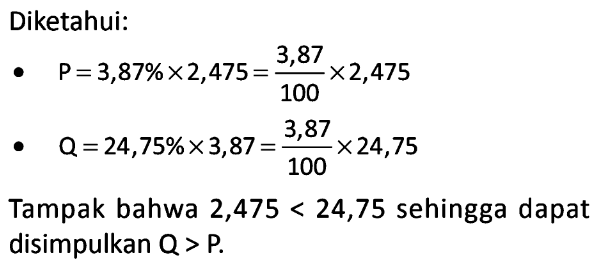 Diketahui:
• P = 3,87% × 2,475 = 3,87/100 × 2,475
• Q = 24,75% × 3,87 = 3,87/100 × 24,75
Tampak bahwa 2,475 < 24,75 sehingga dapat
disimpulkan Q > P.